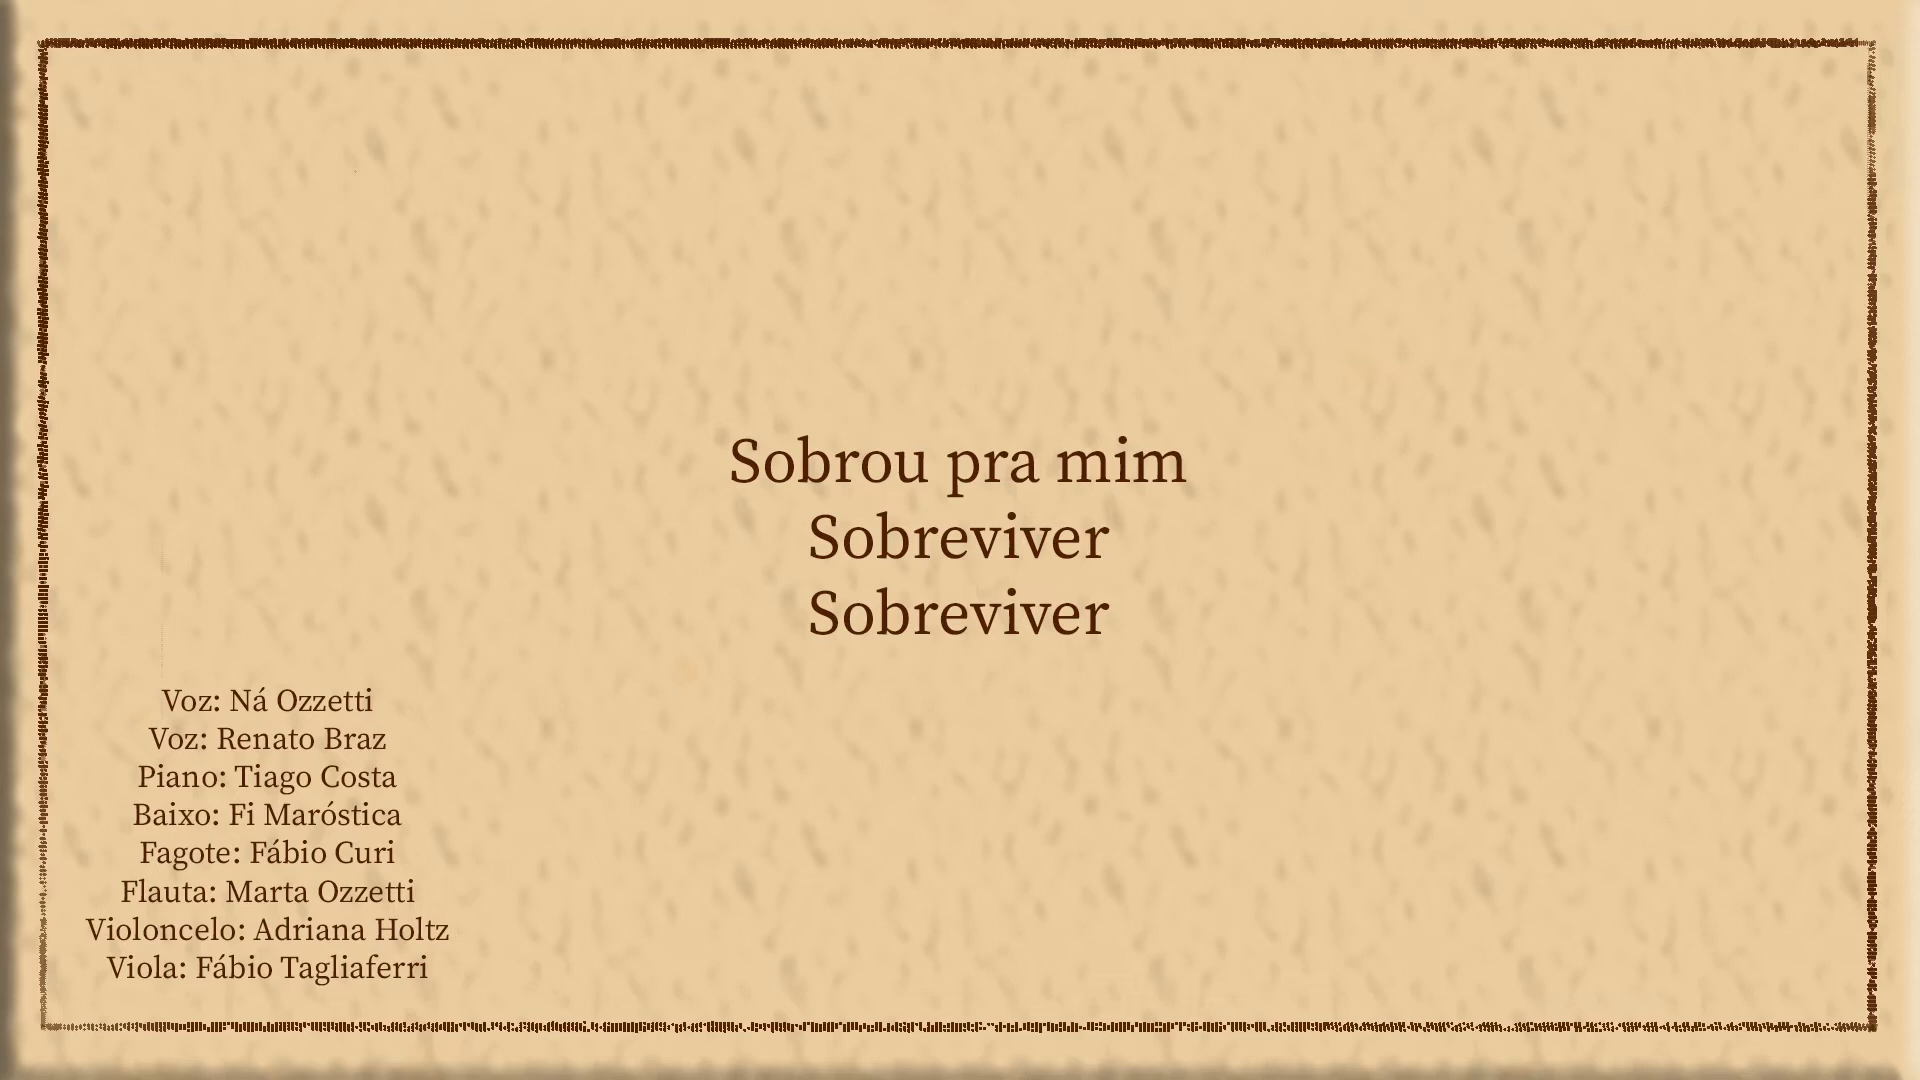 Sobrou pra mim
Sobreviver
Sobreviver
Voz: Ná Ozzetti
Voz: Renato Braz
Piano: Tiago Costa
Baixo: Fi Maróstica
Fagote: Fábio Curi
Flauta: Marta Ozzetti
Violoncelo: Adriana Holtz
Viola: Fábio Tagliaferri